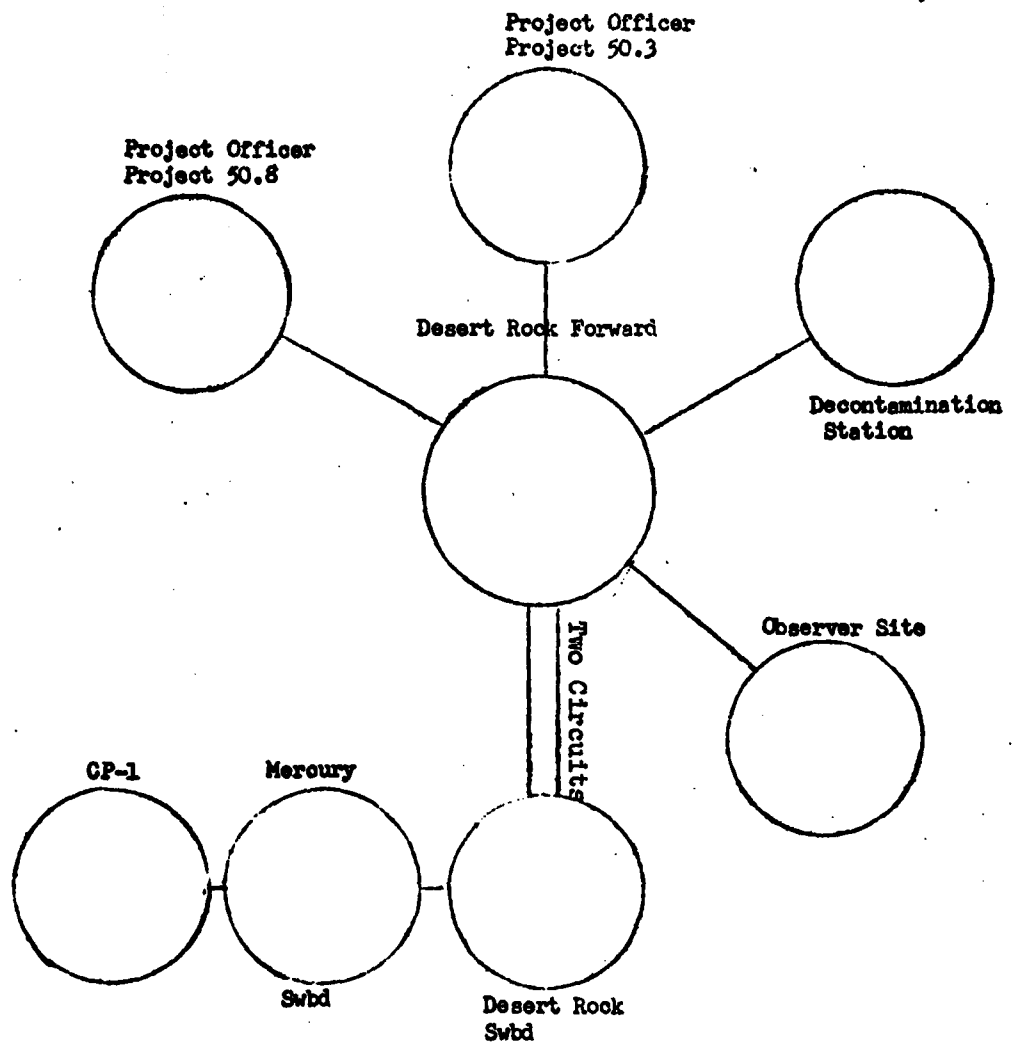 Project Officer
Project 50.3
Project Officer
Project 50.8
Desert Rock Forward
Decontamination
Station
Two Circuits
Observer Site
CP-1
Mercury
Swbd
Desert Rock
Swbd